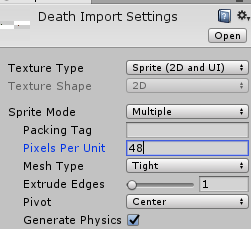 Death Import Settings
Open
Texture Type Sprite (2D and UI)
Texture Shape 2D
Sprite Mode Multiple
Packing Tag
Pixels Per Unit 48
Mesh Type Tight
Extrude Edges 1
Pivot Center
Generate Physics